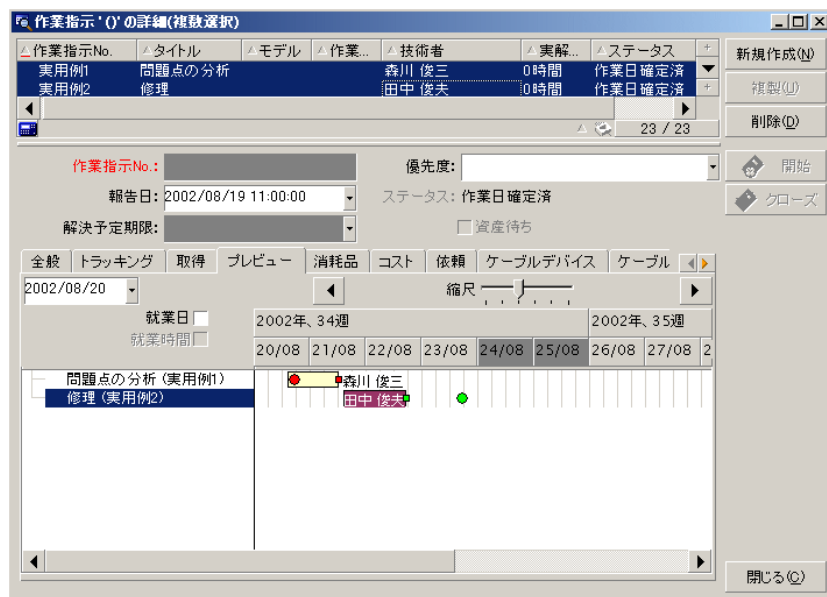 作業指示 '()' の詳細(複数選択)
作業指示No. タイトル モデル 作業... 技術者 実解... ステータス
実用例1 問題点の分析 森川 俊三 0時間 作業日確定済
実用例2 修理 田中 俊夫 0時間 作業日確定済
23 / 23
新規作成(N)
複製(U)
削除(D)
開始
クローズ
作業指示No.: 優先度:
報告日: 2002/08/19 11:00:00 ステータス: 作業日確定済
解決予定期限: 資産待ち
全般 トラッキング 取得 プレビュー 消耗品 コスト 依頼 ケーブルデバイス ケーブル
2002/08/20 縮尺
就業日 2002年、34週 2002年、35週
就業時間
20/08 21/08 22/08 23/08 24/08 25/08 26/08 27/08 2
問題点の分析 (実用例1) 森川 俊三
修理 (実用例2) 田中 俊夫
閉じる(C)